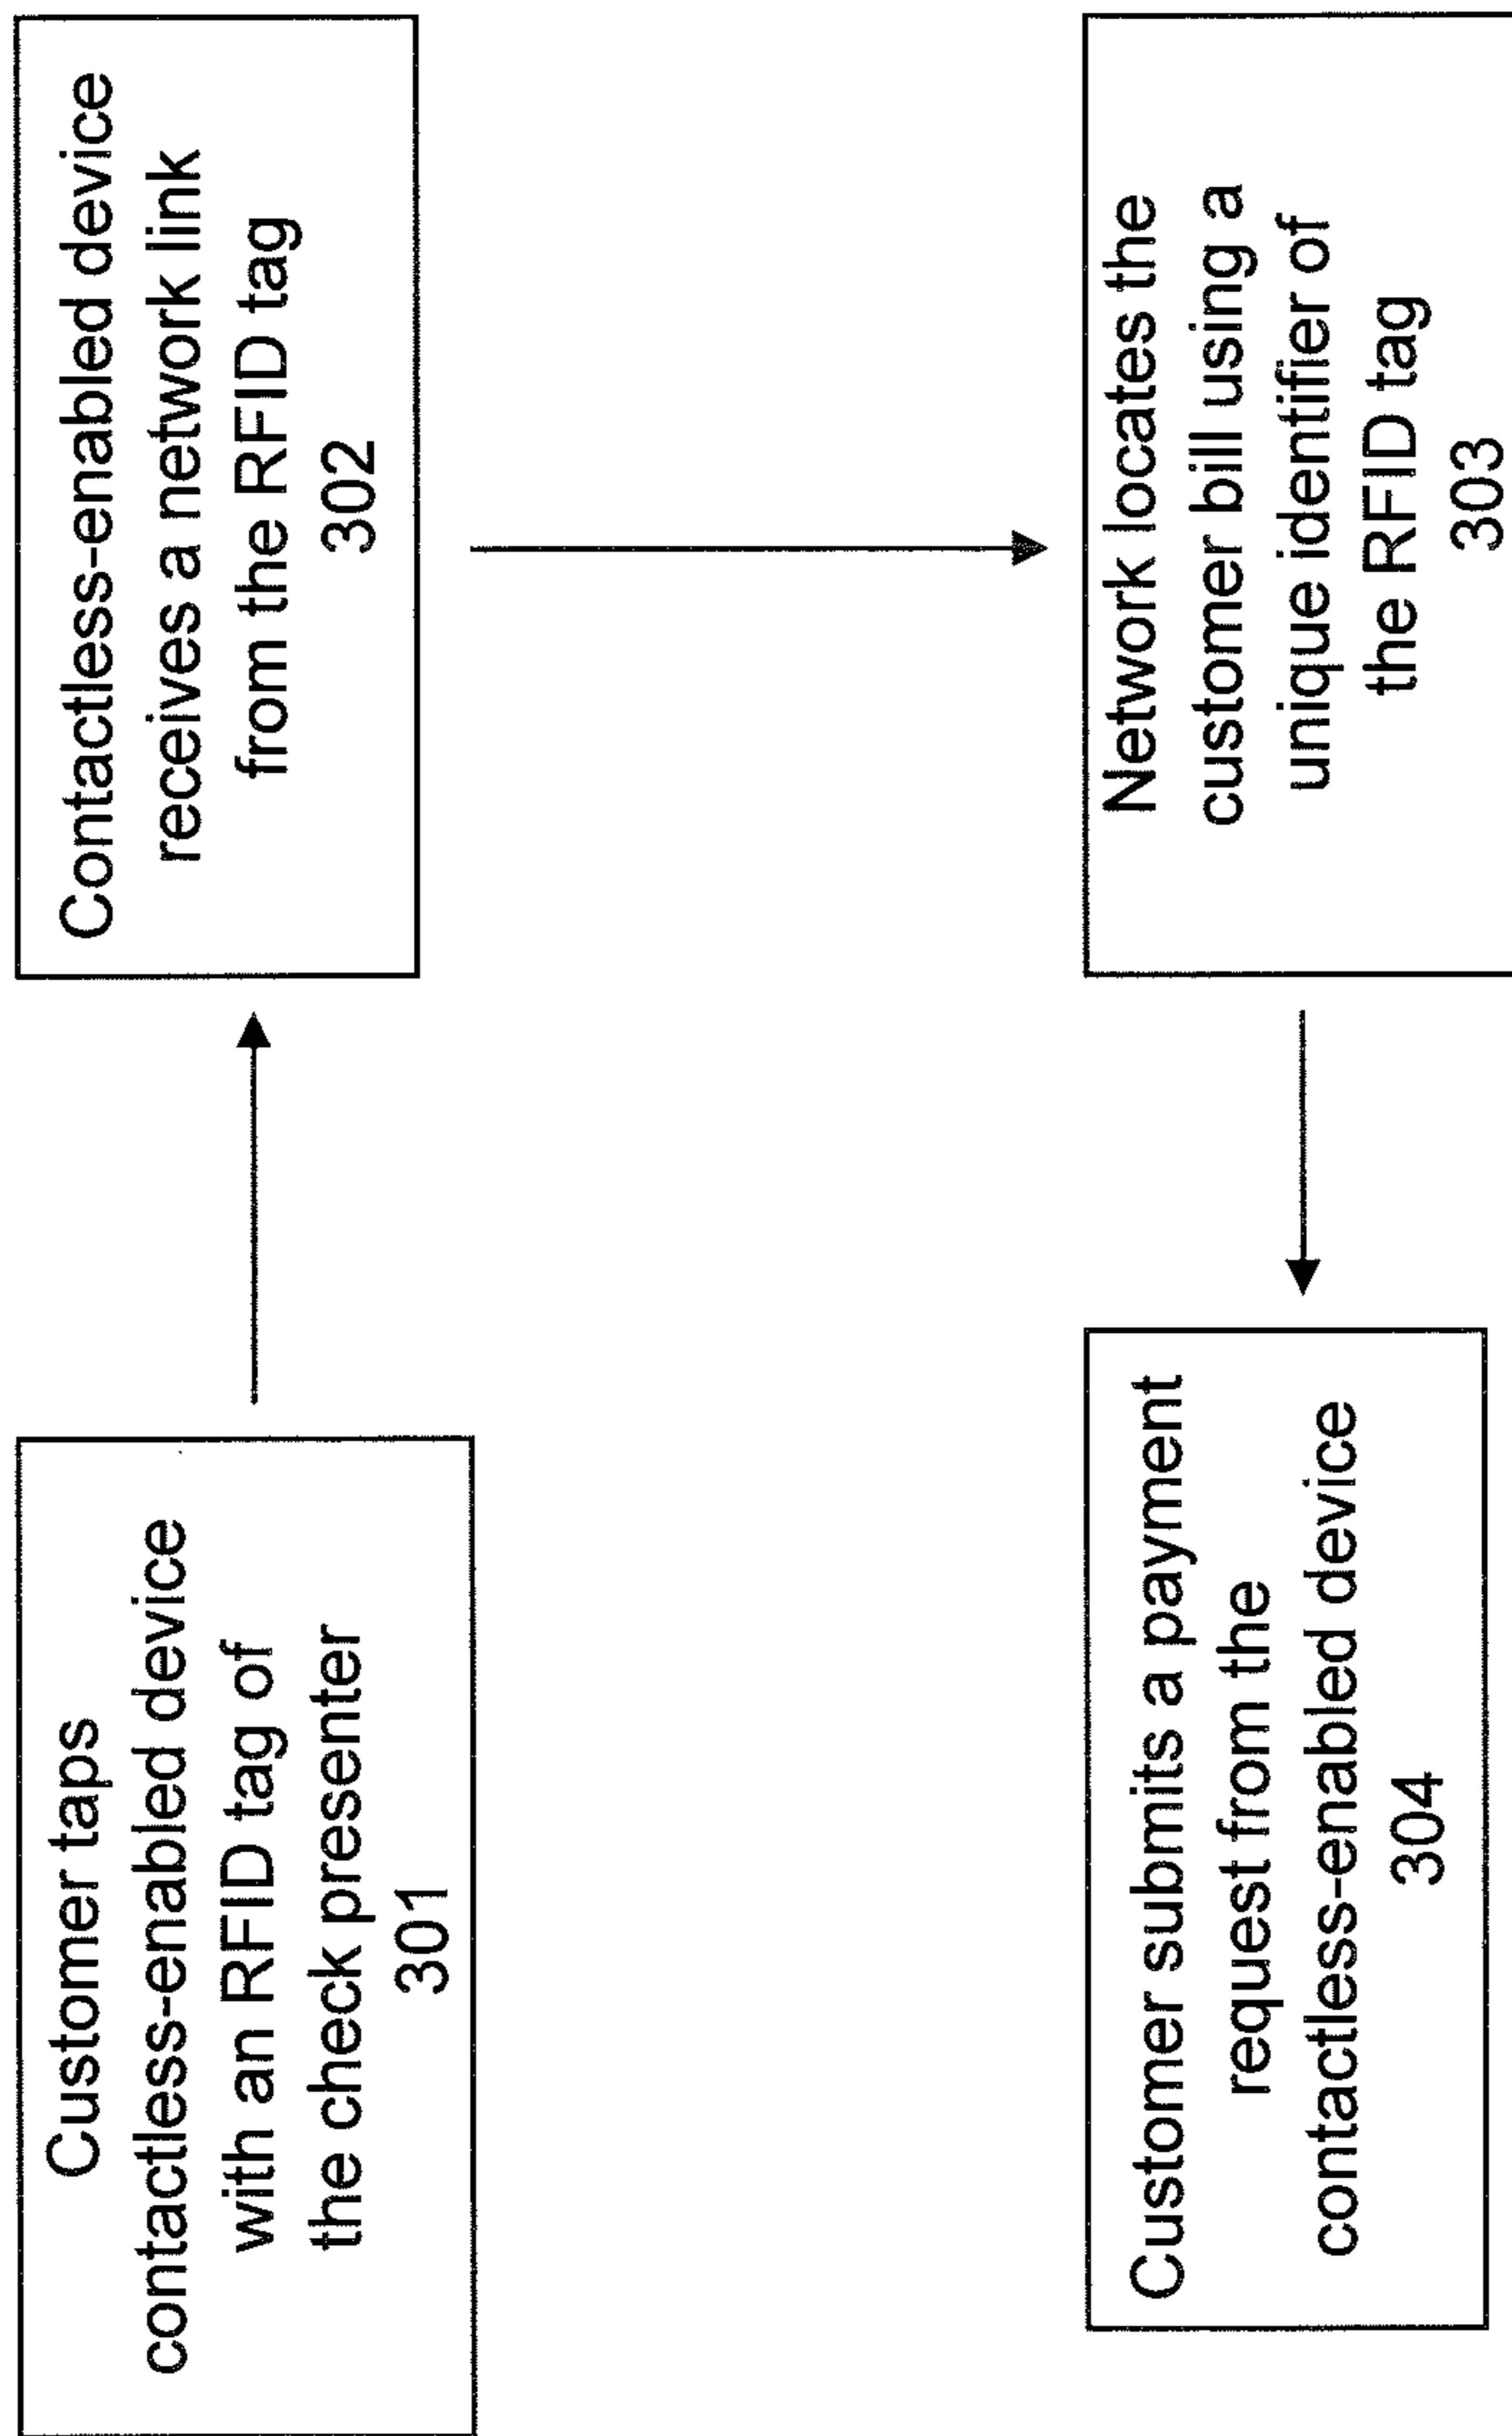 Customer taps
contactless-enabled device
with an RFID tag of
the check presenter
301
Contactless-enabled device
receives a network link
from the RFID tag
302
Network locates the
customer bill using a
unique identifier of
the RFID tag
303
Customer submits a payment
request from the
contactless-enabled device
304